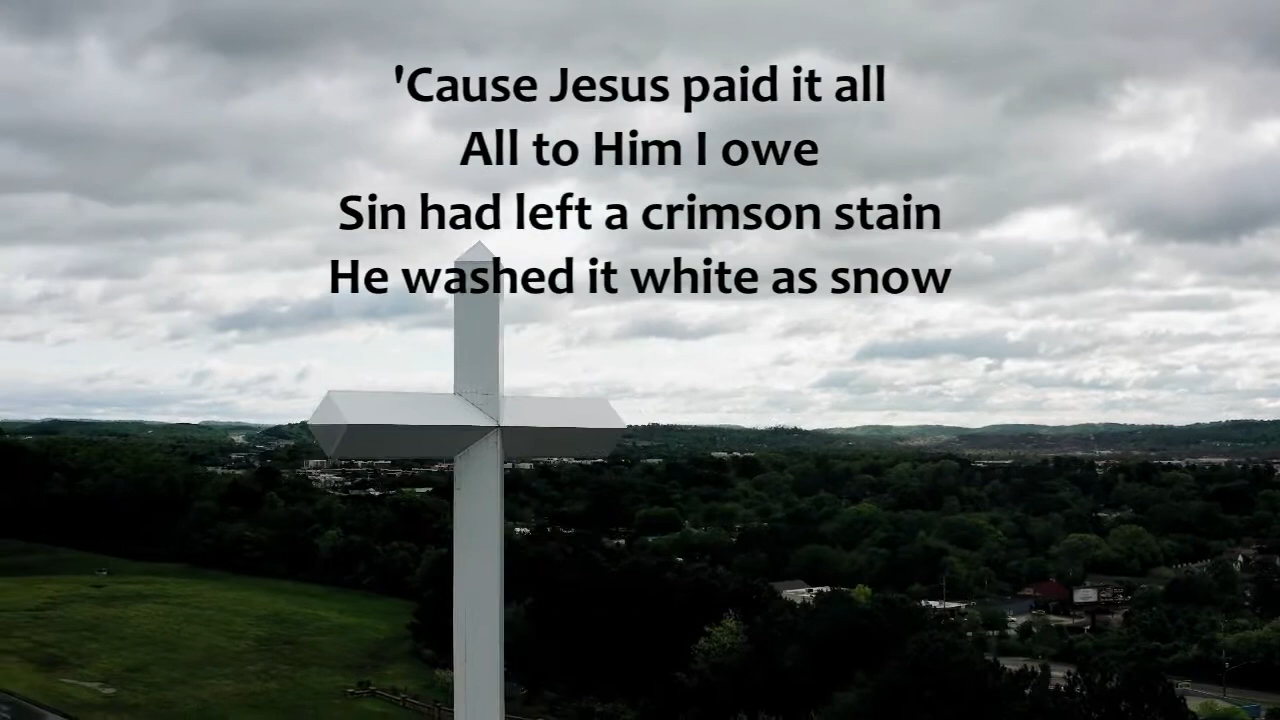 'Cause Jesus paid it all
All to Him I owe
Sin had left a crimson stain
He washed it white as snow